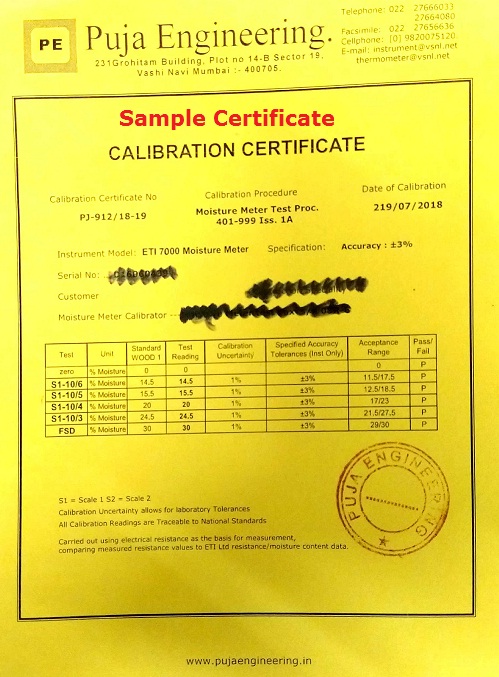 PE
Puja Engineering.
231Grohitam Building, Plot no 14-B Sector 19,
Vashi Navi Mumbai :- 400705.
Telephone: 022 27666033
27664080
Facsimile: 022 27656636
Cellphone: [0] 9820075120
E-mail: instrument@vsnl.net
thermometer@vsnl.net
Sample Certificate
CALIBRATION CERTIFICATE
Calibration Certificate No Calibration Procedure Date of Calibration
PJ-912/18-19 Moisture Meter Test Proc. 219/07/2018
401-999 Iss. 1A
Instrument Model: ETI 7000 Moisture Meter Specification: Accuracy : ±3%
Serial No:
Customer
Moisture Meter Calibrator ---
Test Unit Standard WOOD 1 Test Reading Calibration Uncertainty Specified Accuracy Tolerances (Inst Only) Acceptance Range Pass/ Fail
zero % Moisture 0 0 0 P
S1-10/6 % Moisture 14.5 14.5 1% ±3% 11.5/17.5 P
S1-10/5 % Moisture 15.5 15.5 1% ±3% 12.5/18.5 P
S1-10/4 % Moisture 20 20 1% ±3% 17/23 P
S1-10/3 % Moisture 24.5 24.5 1% ±3% 21.5/27.5 P
FSD % Moisture 30 30 1% ±3% 29/30 P
PUJA ENGINEERING
S1 = Scale 1 S2 = Scale 2
Calibration Uncertainty allows for laboratory Tolerances
All Calibration Readings are Traceable to National Standards
Carried out using electrical resistance as the basis for measurement,
comparing measured resistance values to ETI Ltd resistance/moisture content data.
www.pujaengineering.in